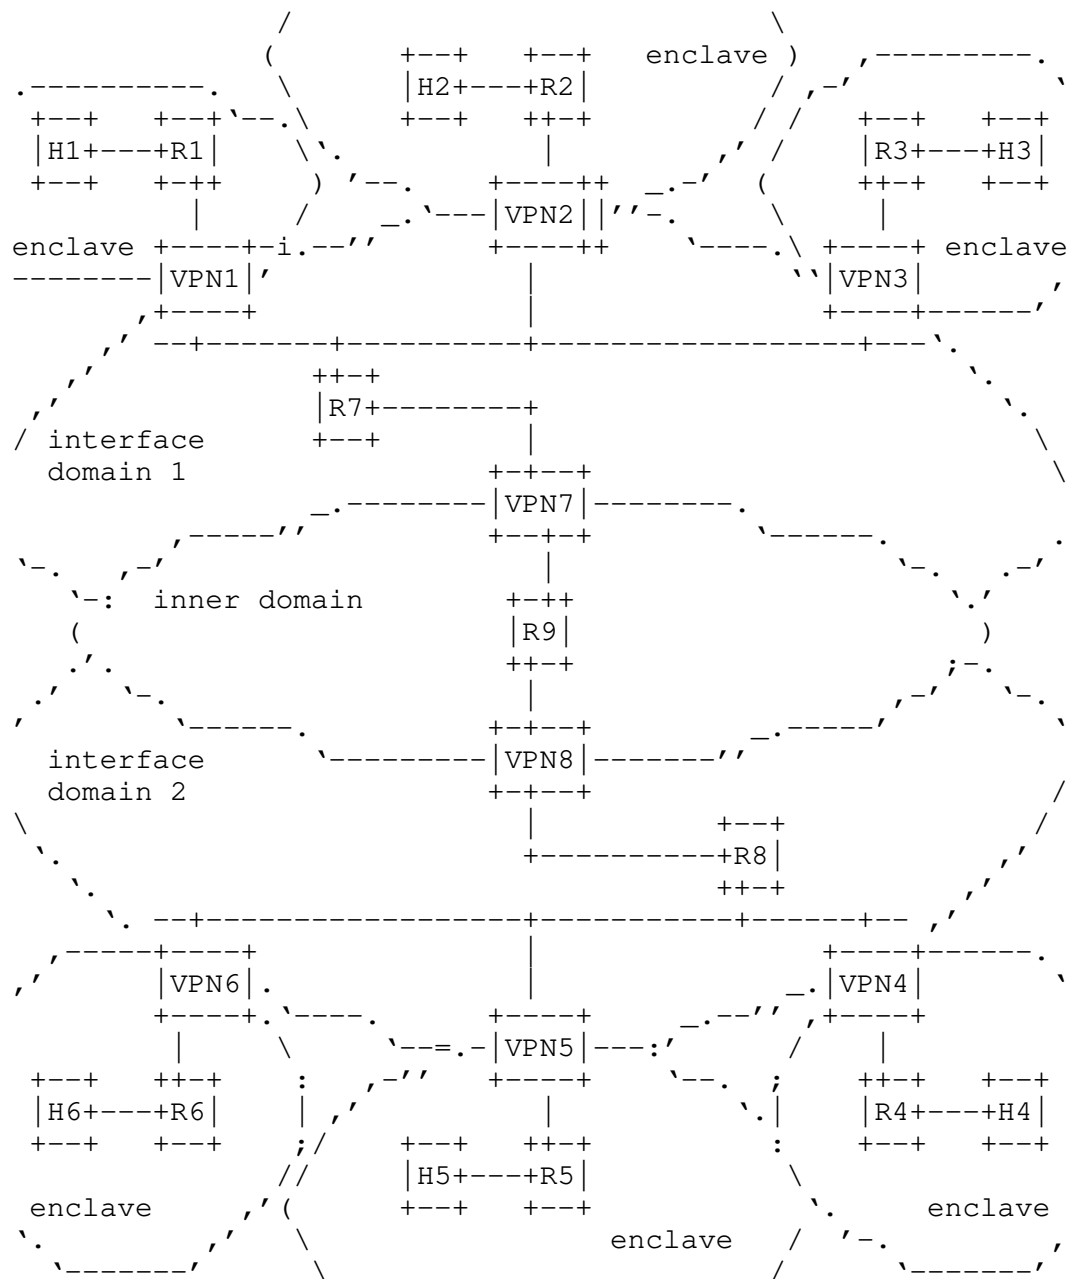 enclave
H2 R2
H1 R1 R3 H3
VPN2
enclave enclave
VPN1 VPN3
R7
interface
domain 1
VPN7
inner domain
R9
interface VPN8
domain 2
R8
VPN6 VPN4
VPN5
H6 R6 R4 H4
H5 R5
enclave enclave
enclave